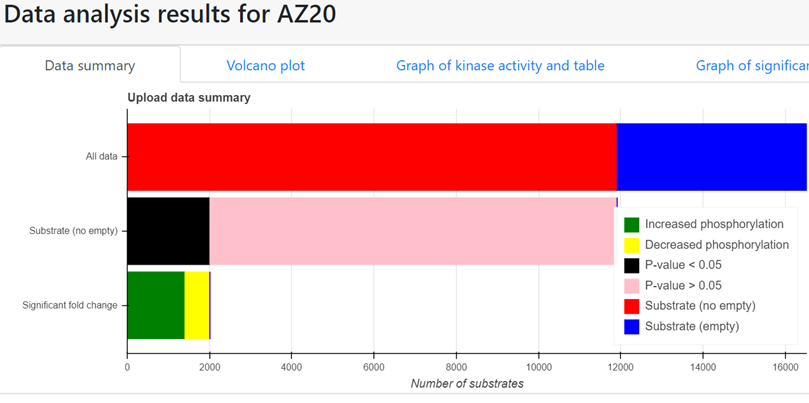 Data analysis results for AZ20
Data summary
Volcano plot
Graph of kinase activity and table
Graph of significan
Upload data summary
All data
Substrate (no empty)
Significant fold change
Increased phosphorylation
Decreased phosphorylation
P-value < 0.05
P-value > 0.05
Substrate (no empty)
Substrate (empty)
0 2000 4000 6000 8000 10000 12000 14000 16000
Number of substrates